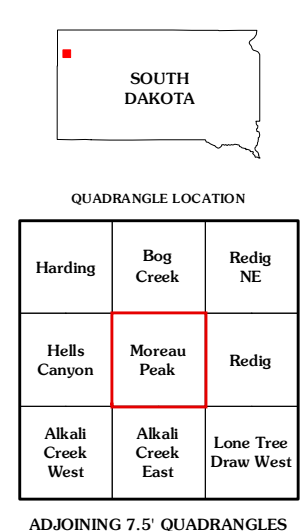 SOUTH
DAKOTA
QUADRANGLE LOCATION
Harding
Bog
Creek
Redig
NE
Hells
Canyon
Moreau
Peak
Redig
Alkali
Creek
West
Alkali
Creek
East
Lone Tree
Draw West
ADJOINING 7.5' QUADRANGLES